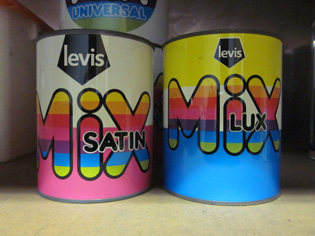 UNIVERSAL
levis
MiX
SATIN
levis
MiX
LUX